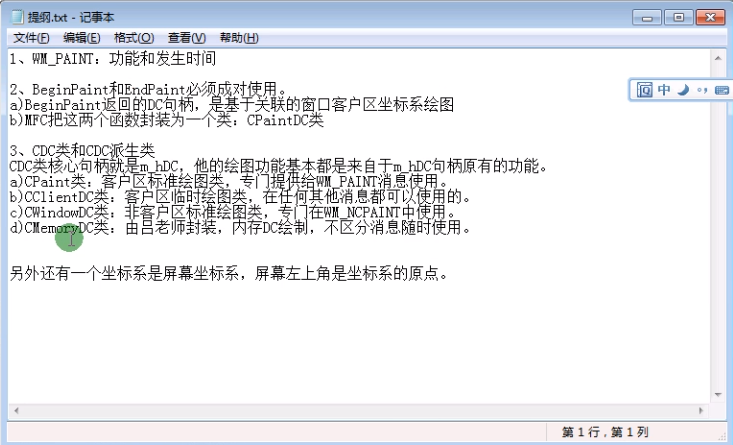 提纲.txt - 记事本
文件(F) 编辑(E) 格式(O) 查看(V) 帮助(H)
1、WM_PAINT：功能和发生时间
2、BeginPaint和EndPaint必须成对使用。
a)BeginPaint返回的DC句柄，是基于关联的窗口客户区坐标系绘图
b)MFC把这两个函数封装为一个类：CPaintDC类
中
3、CDC类和CDC派生类
CDC类核心句柄就是m_hDC，他的绘图功能基本都是来自于m_hDC句柄原有的功能。
a)CPaint类：客户区标准绘图类，专门提供给WM_PAINT消息使用。
b)CClientDC类：客户区临时绘图类，在任何其他消息都可以使用的。
c)CWindowDC类：非客户区标准绘图类，专门在WM_NCPAINT中使用。
d)CMemoryDC类：由吕老师封装，内存DC绘制，不区分消息随时使用。
另外还有一个坐标系是屏幕坐标系，屏幕左上角是坐标系的原点。
第 1 行，第 1 列